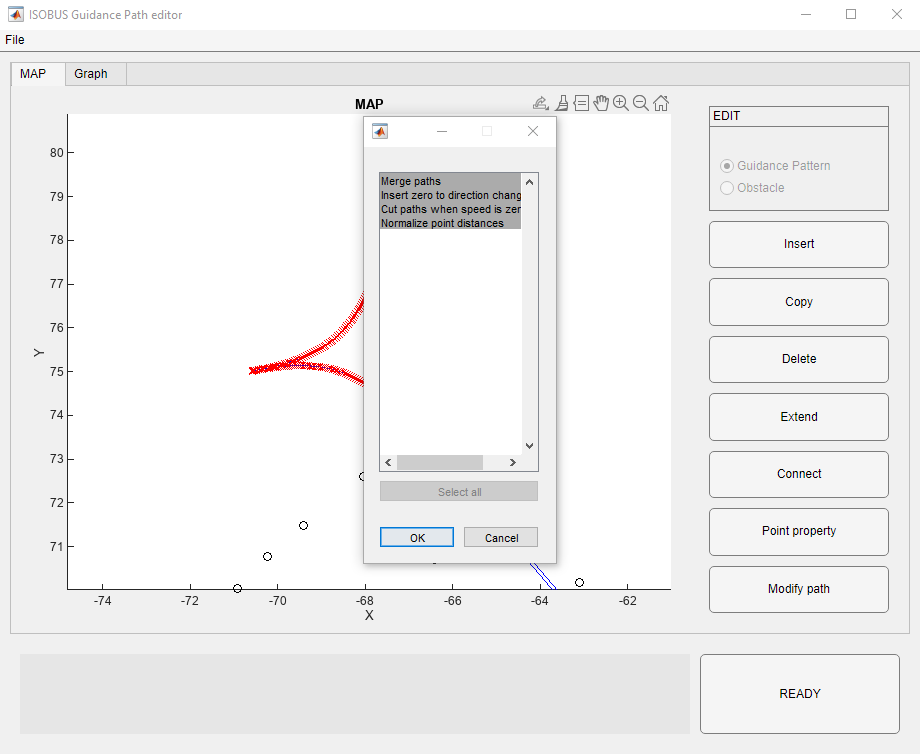 ISOBUS Guidance Path editor
File
MAP
Graph
MAP
EDIT
Guidance Pattern
Obstacle
Insert
Copy
Delete
Extend
Connect
Point property
Modify path
READY
Merge paths
Insert zero to direction chang
Cut paths when speed is zer
Normalize point distances
Select all
OK
Cancel
80
79
78
77
76
75
74
73
72
71
Y
-74
-72
-70
-68
-66
-64
-62
X